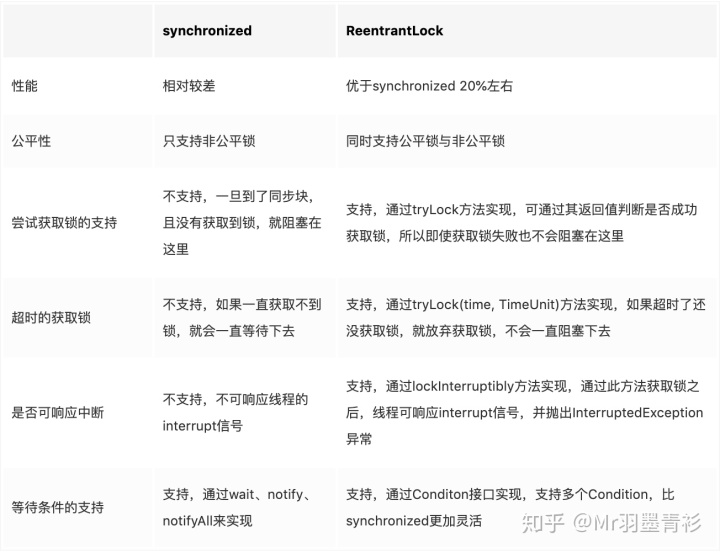 synchronized
ReentrantLock
性能
相对较差
优于synchronized 20%左右
公平性
只支持非公平锁
同时支持公平锁与非公平锁
尝试获取锁的支持
不支持，一旦到了同步块，
且没有获取到锁，就阻塞在
这里
支持，通过tryLock方法实现，可通过其返回值判断是否成功
获取锁，所以即使获取锁失败也不会阻塞在这里
超时的获取锁
不支持，如果一直获取不到
锁，就会一直等待下去
支持，通过tryLock(time, TimeUnit)方法实现，如果超时了还
没获取锁，就放弃获取锁，不会一直阻塞下去
是否可响应中断
不支持，不可响应线程的
interrupt信号
支持，通过lockInterruptibly方法实现，通过此方法获取锁之
后，线程可响应interrupt信号，并抛出InterruptedException
异常
等待条件的支持
支持，通过wait、notify、
notifyAll来实现
支持，通过Conditon接口实现，支持多个Condition，比
synchronized更加灵活
知乎 @Mr羽墨青衫